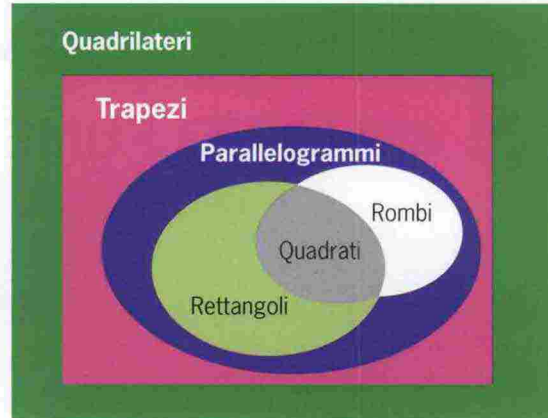 Quadrilateri
Trapezi
Parallelogrammi
Rombi
Quadrati
Rettangoli